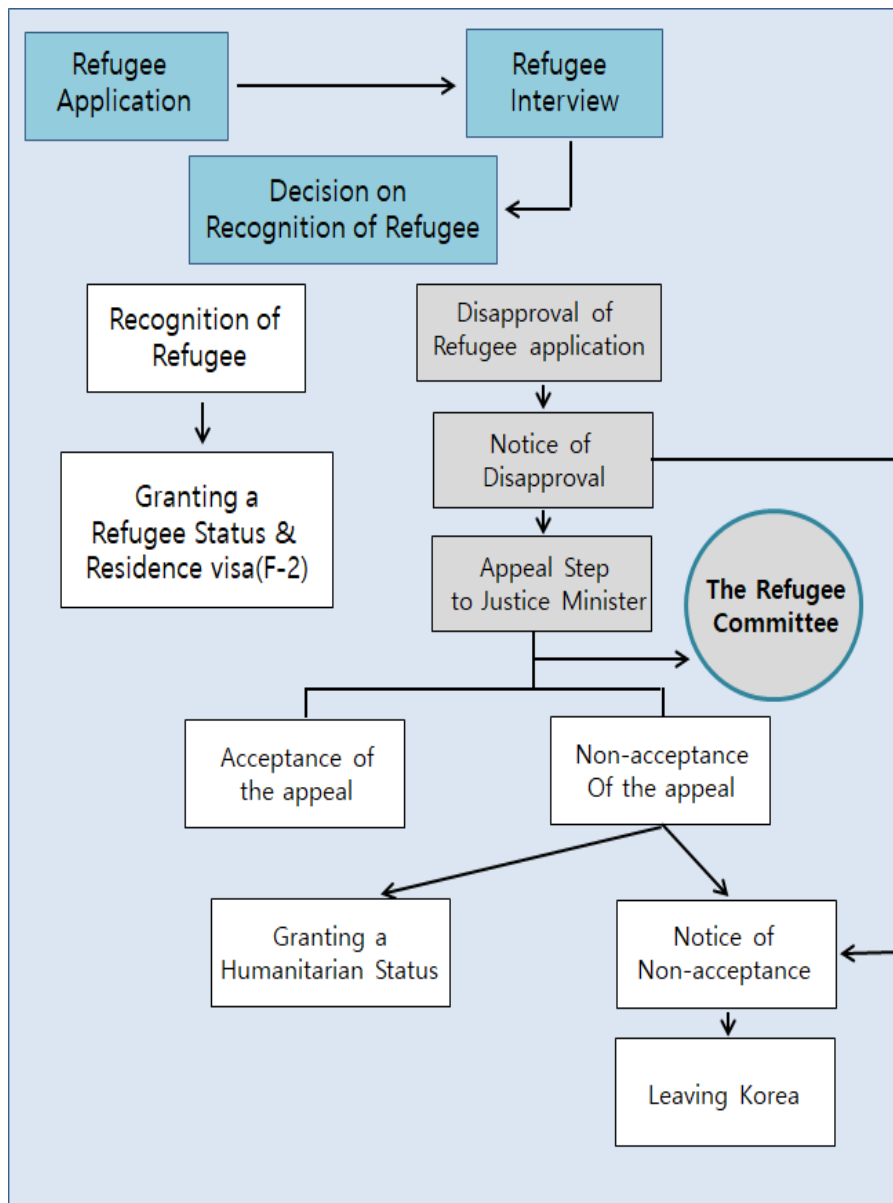 Refugee
Application
Refugee
Interview
Decision on
Recognition of Refugee
Recognition of
Refugee
Disapproval of
Refugee application
Granting a
Refugee Status &
Residence visa(F-2)
Notice of
Disapproval
Appeal Step
to Justice Minister
The Refugee
Committee
Acceptance of
the appeal
Non-acceptance
Of the appeal
Granting a
Humanitarian Status
Notice of
Non-acceptance
Leaving Korea